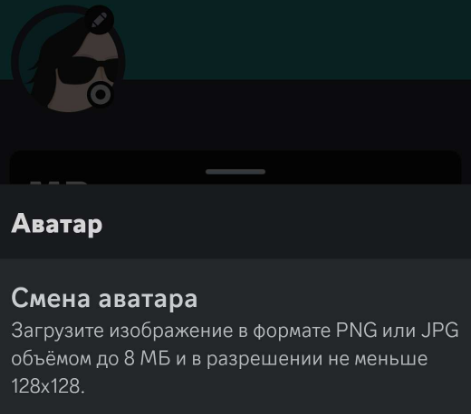 Аватар
Смена аватара
Загрузите изображение в формате PNG или JPG
объёмом до 8 МБ и в разрешении не меньше
128x128.